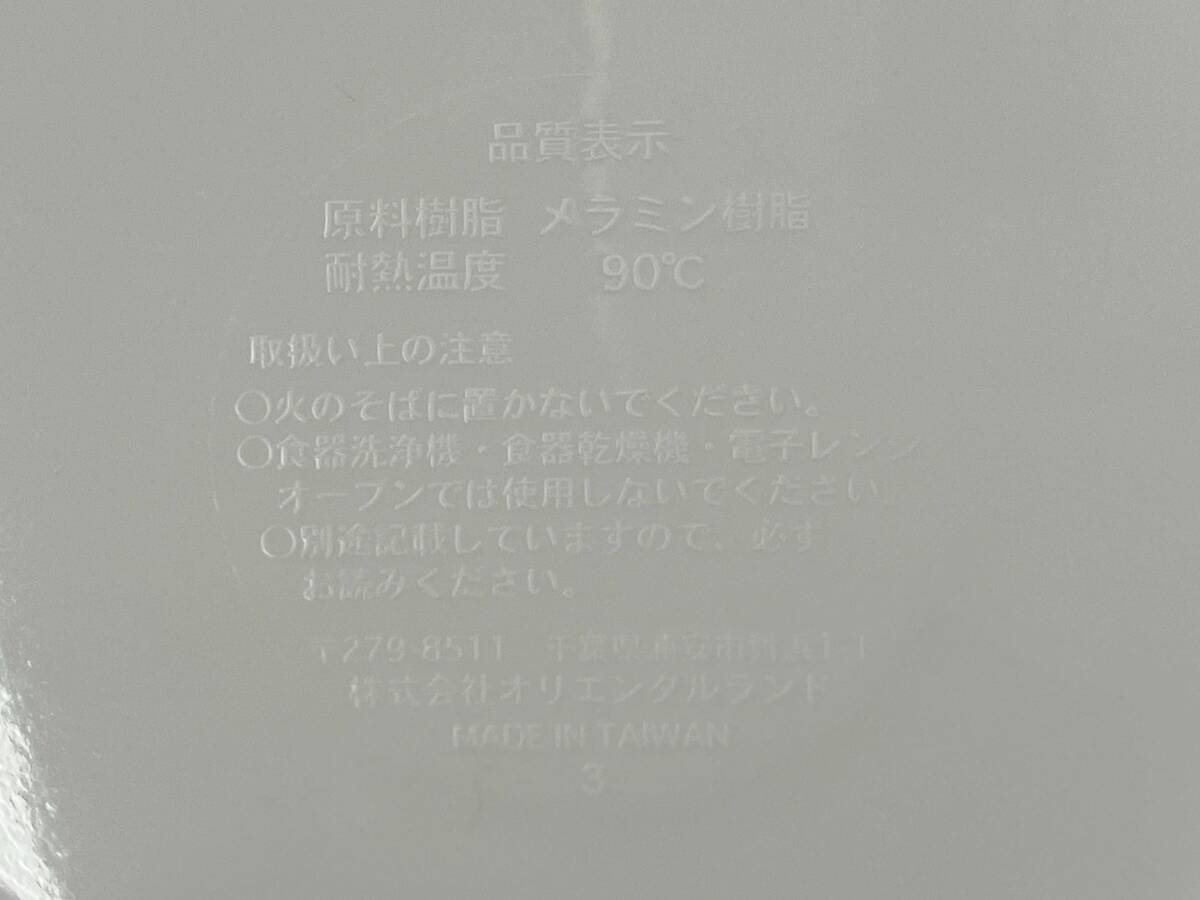 品質表示
原料樹脂 メラミン樹脂
耐熱温度 90℃
取扱い上の注意
○火のそばに置かないでください。
○食器洗浄機・食器乾燥機・電子レンジ
オーブンでは使用しないでください。
○別途記載していますので、必ず
お読みください。
〒279-8511 千葉県浦安市舞浜1-1
株式会社オリエンタルランド
MADE IN TAIWAN
3